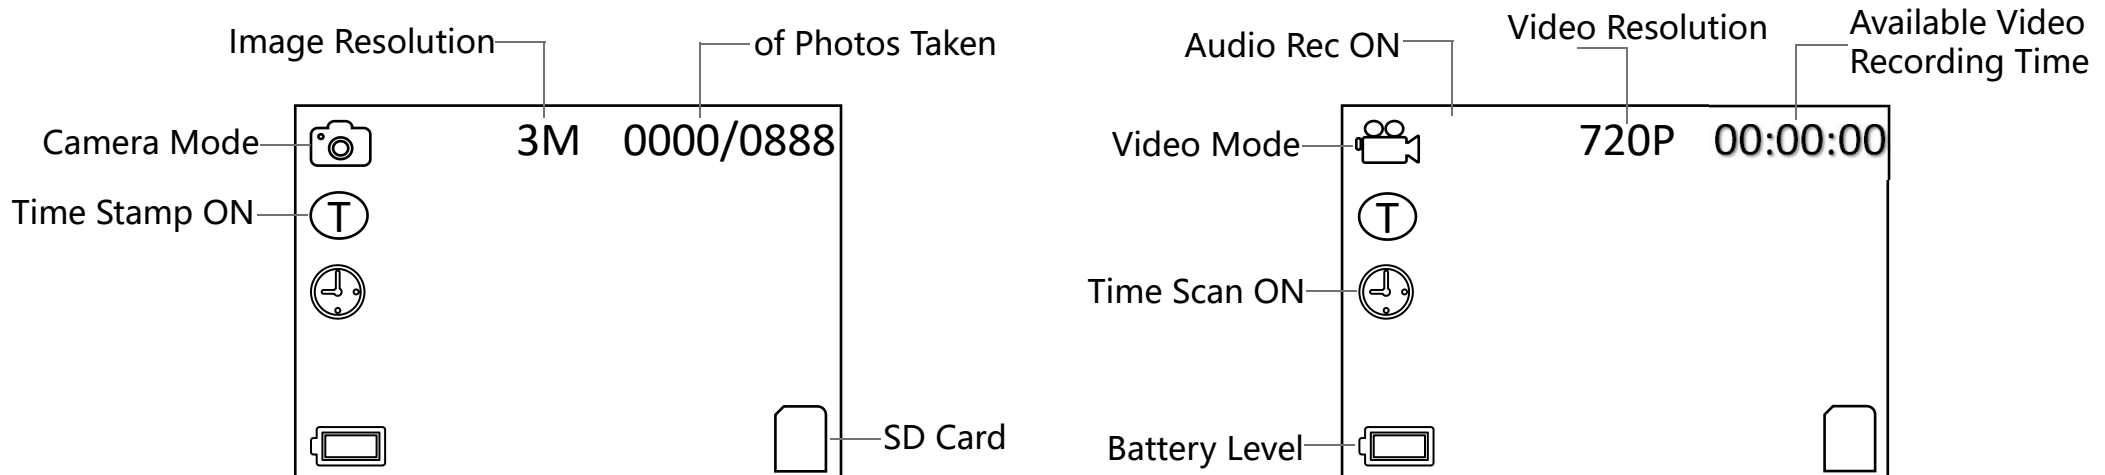 Image Resolution
of Photos Taken
Camera Mode
3M
0000/0888
Time Stamp ON
T
SD Card
Audio Rec ON
Video Resolution
Available Video
Recording Time
Video Mode
720P
00:00:00
T
Time Scan ON
Battery Level